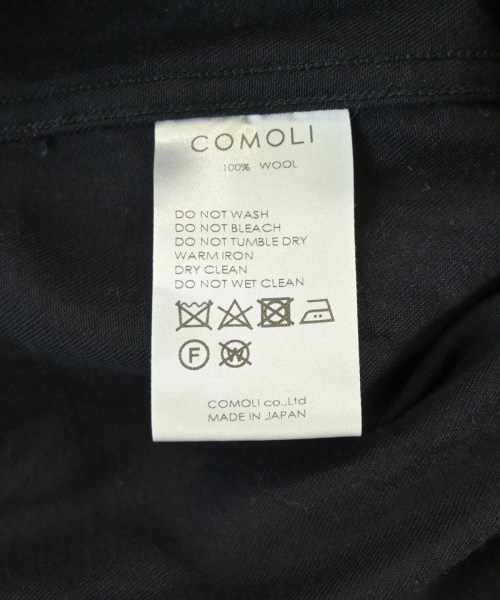 COMOLI
100% WOOL
DO NOT WASH
DO NOT BLEACH
DO NOT TUMBLE DRY
WARM IRON
DRY CLEAN
DO NOT WET CLEAN
F W
COMOLI co.,Ltd
MADE IN JAPAN